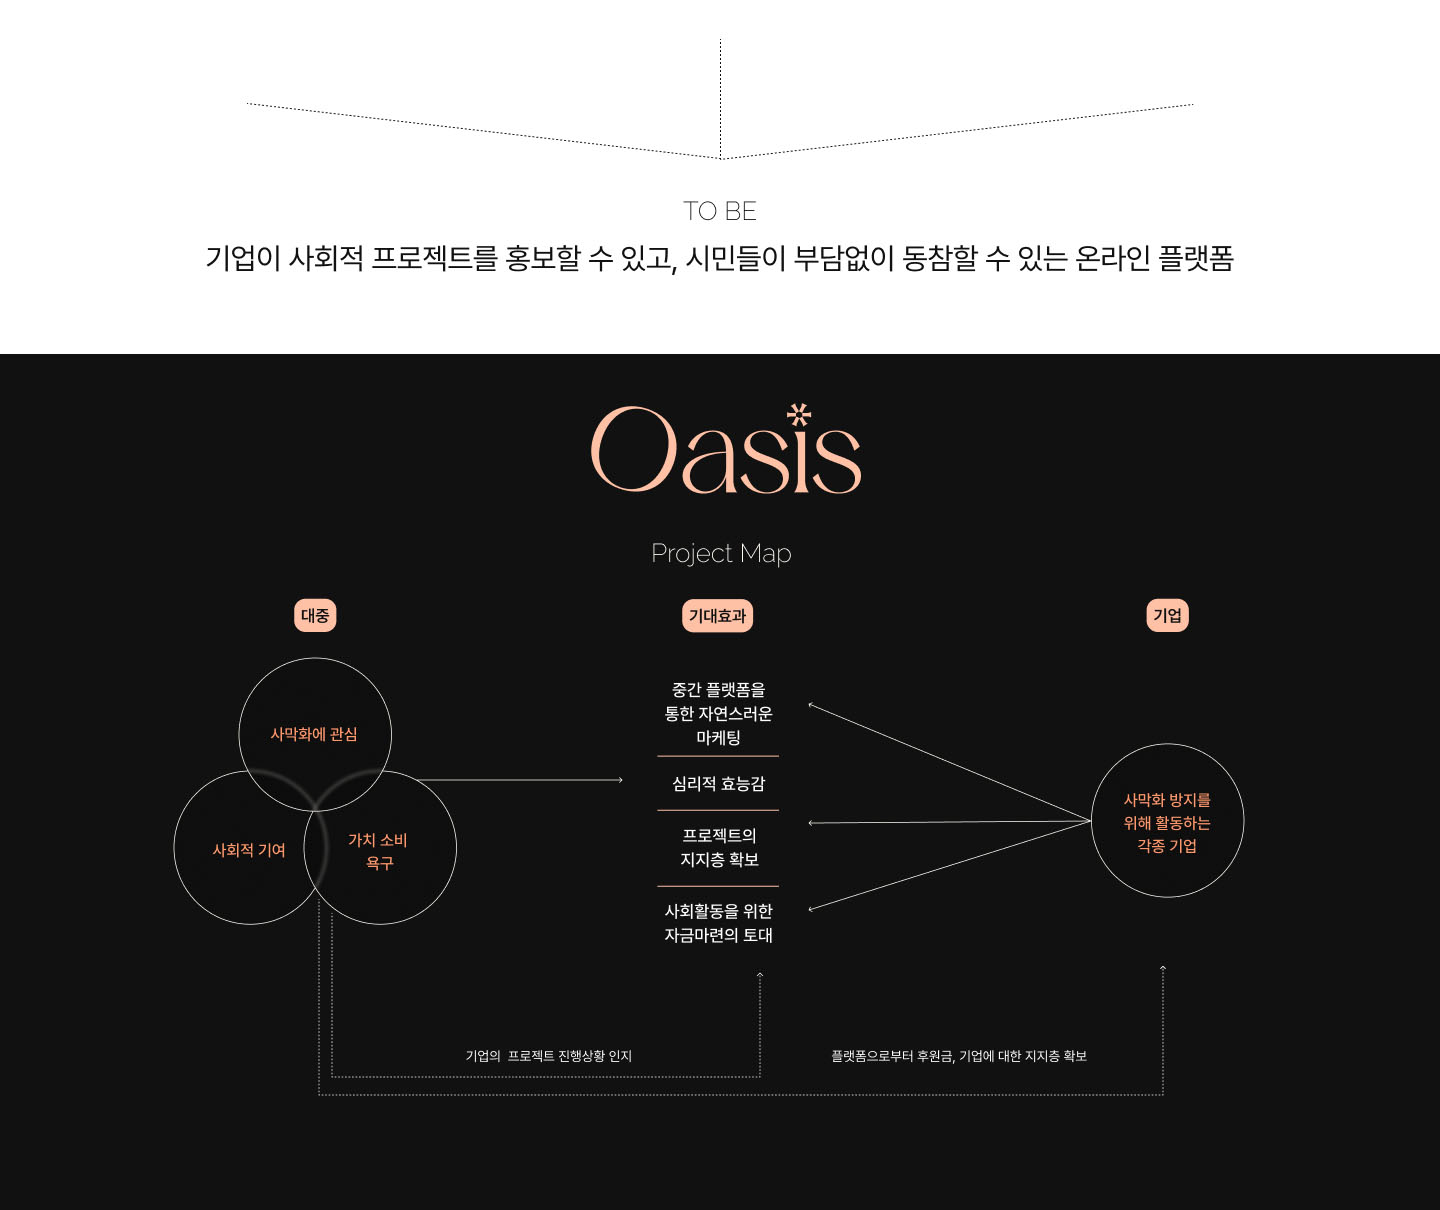 TO BE
기업이 사회적 프로젝트를 홍보할 수 있고, 시민들이 부담없이 동참할 수 있는 온라인 플랫폼
Oasis
Project Map
대중
기대효과
기업
사막화에 관심
사회적 기여
가치 소비
욕구
중간 플랫폼을
통한 자연스러운
마케팅
심리적 효능감
프로젝트의
지지층 확보
사회활동을 위한
자금마련의 토대
사막화 방지를
위해 활동하는
각종 기업
기업의 프로젝트 진행상황 인지
플랫폼으로부터 후원금, 기업에 대한 지지층 확보